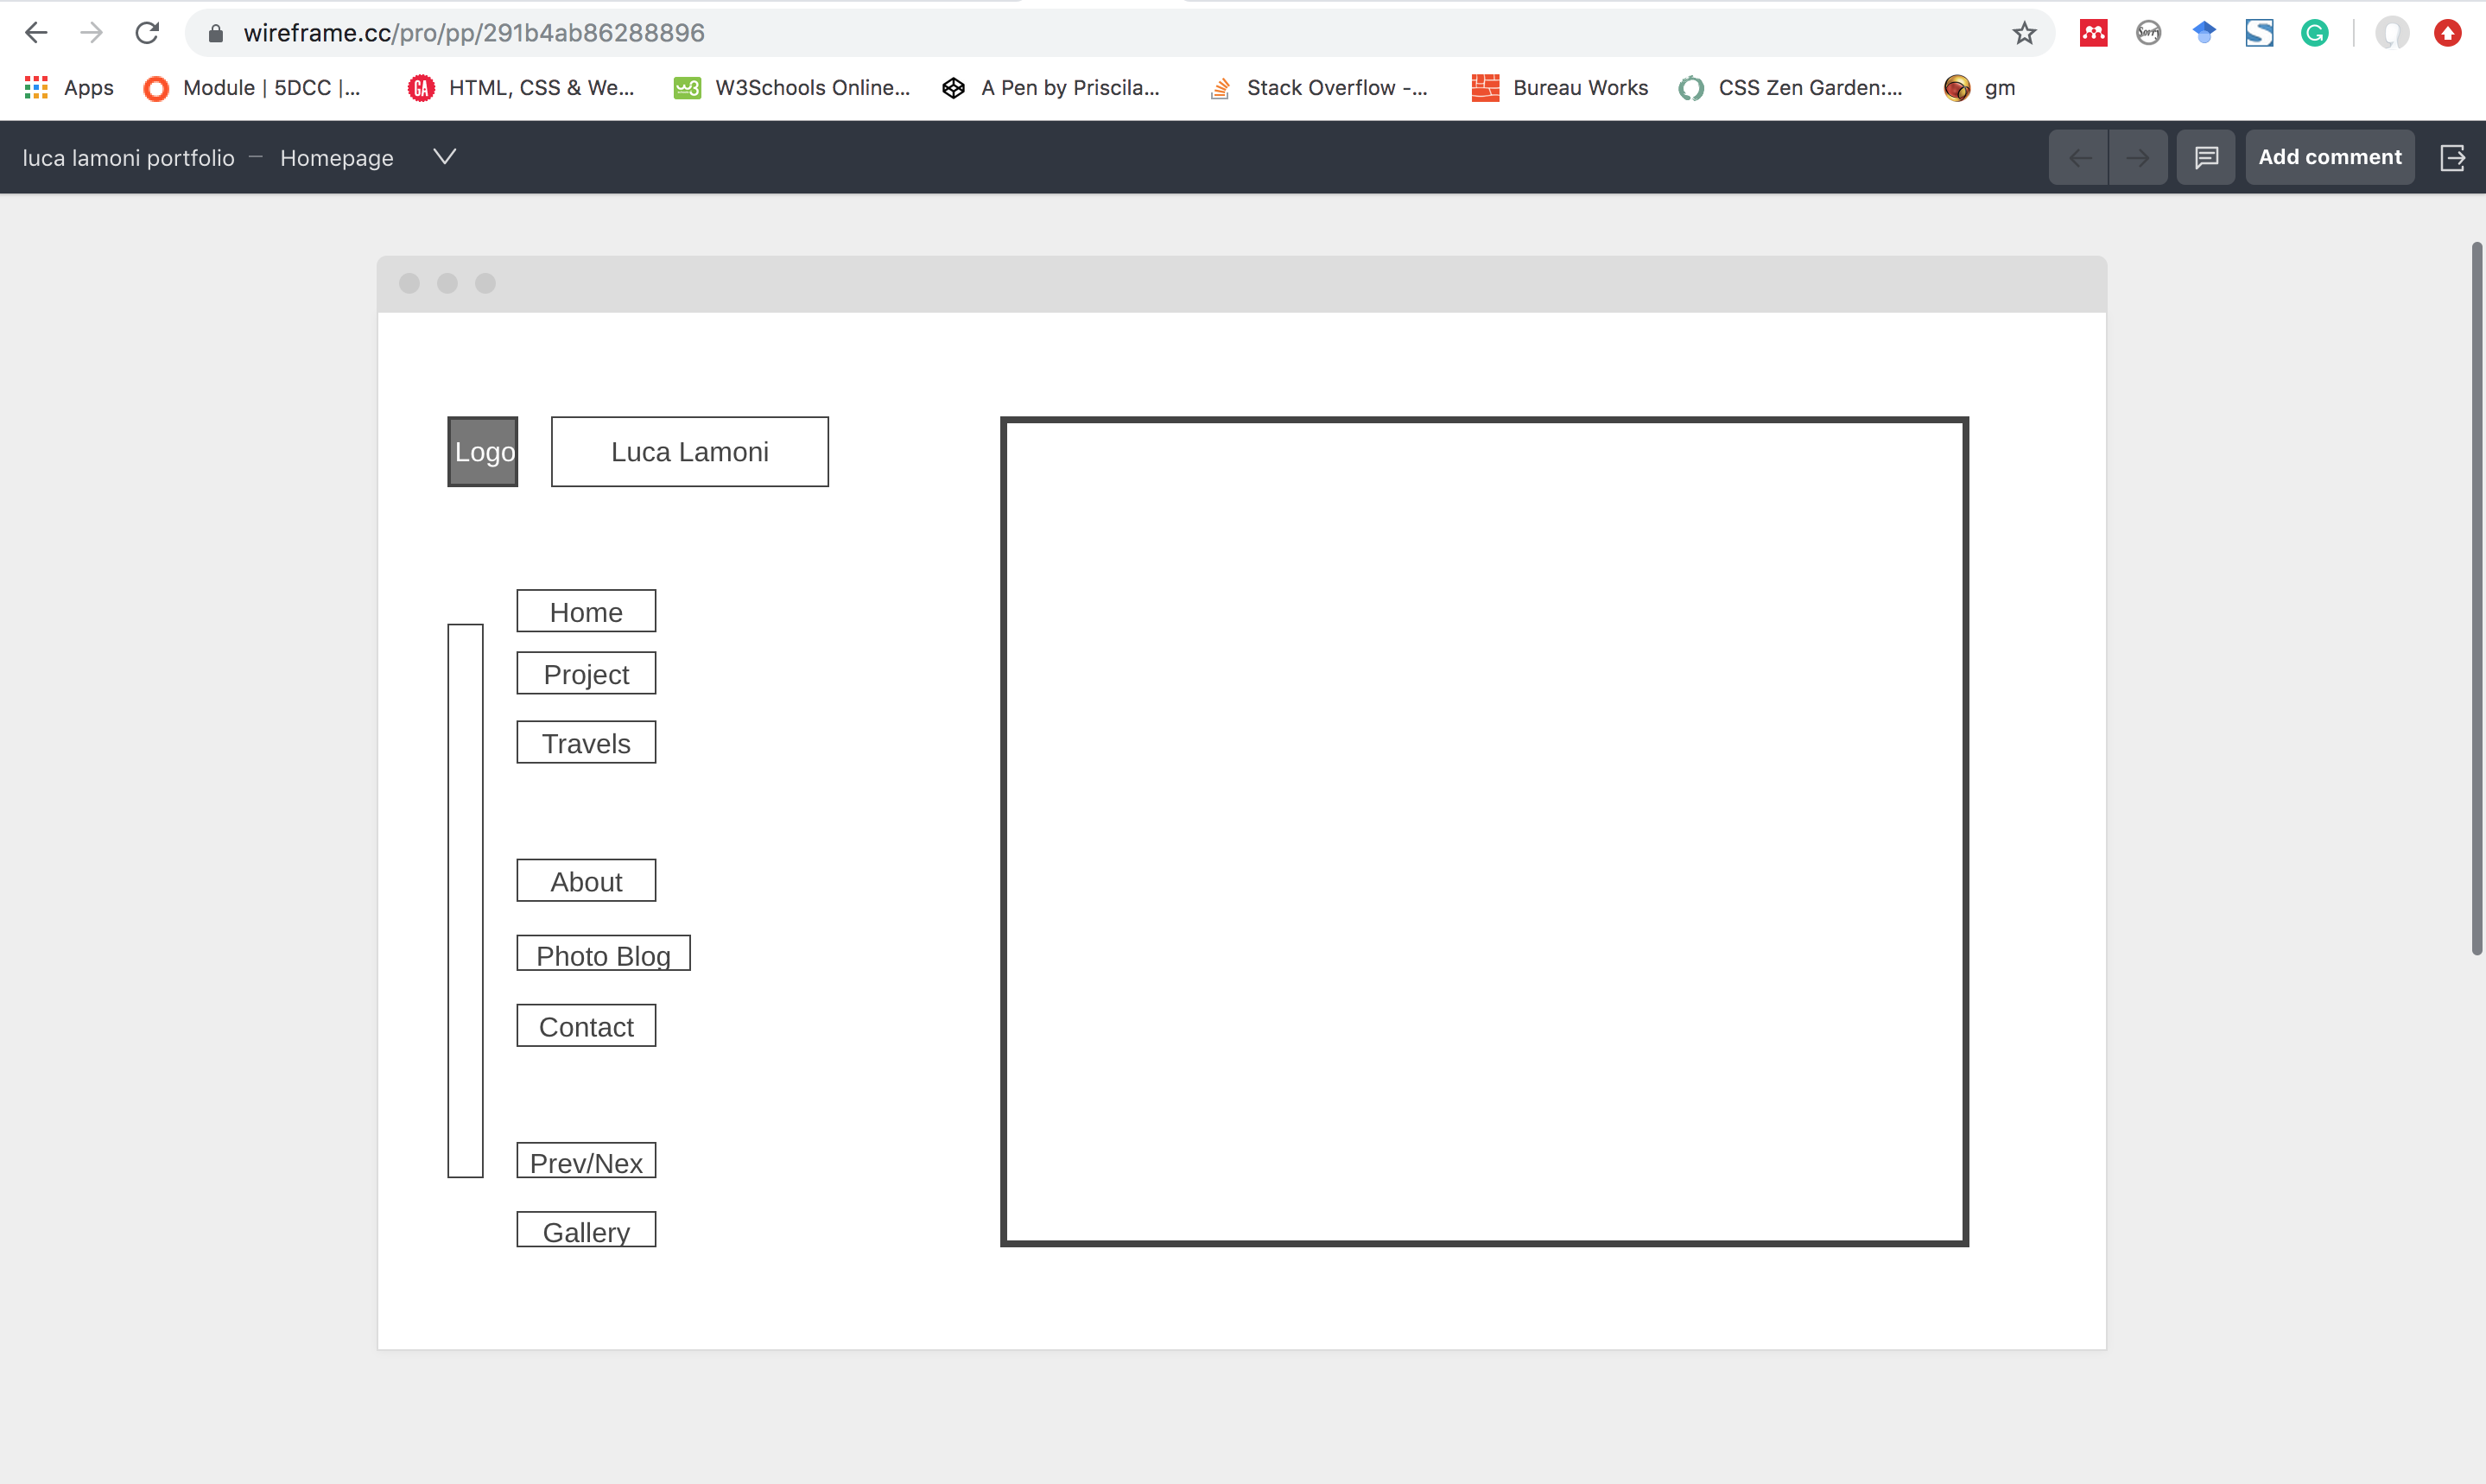 wireframe.cc/pro/pp/291b4ab86288896
Apps Module | 5DCC |... GA HTML, CSS & We... w3 W3Schools Online... A Pen by Priscila... Stack Overflow -... Bureau Works CSS Zen Garden:... gm
luca lamoni portfolio – Homepage Add comment
Logo Luca Lamoni
Home
Project
Travels
About
Photo Blog
Contact
Prev/Nex
Gallery